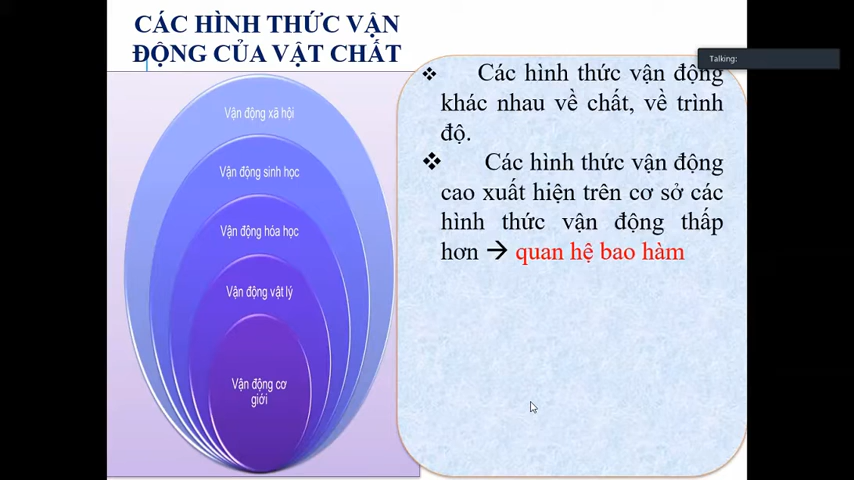 CÁC HÌNH THỨC VẬN
ĐỘNG CỦA VẬT CHẤT
Vận động xã hội
Vận động sinh học
Vận động hóa học
Vận động vật lý
Vận động cơ
giới
Talking:
❖ Các hình thức vận động
khác nhau về chất, về trình
độ.
❖ Các hình thức vận động
cao xuất hiện trên cơ sở các
hình thức vận động thấp
hơn → quan hệ bao hàm